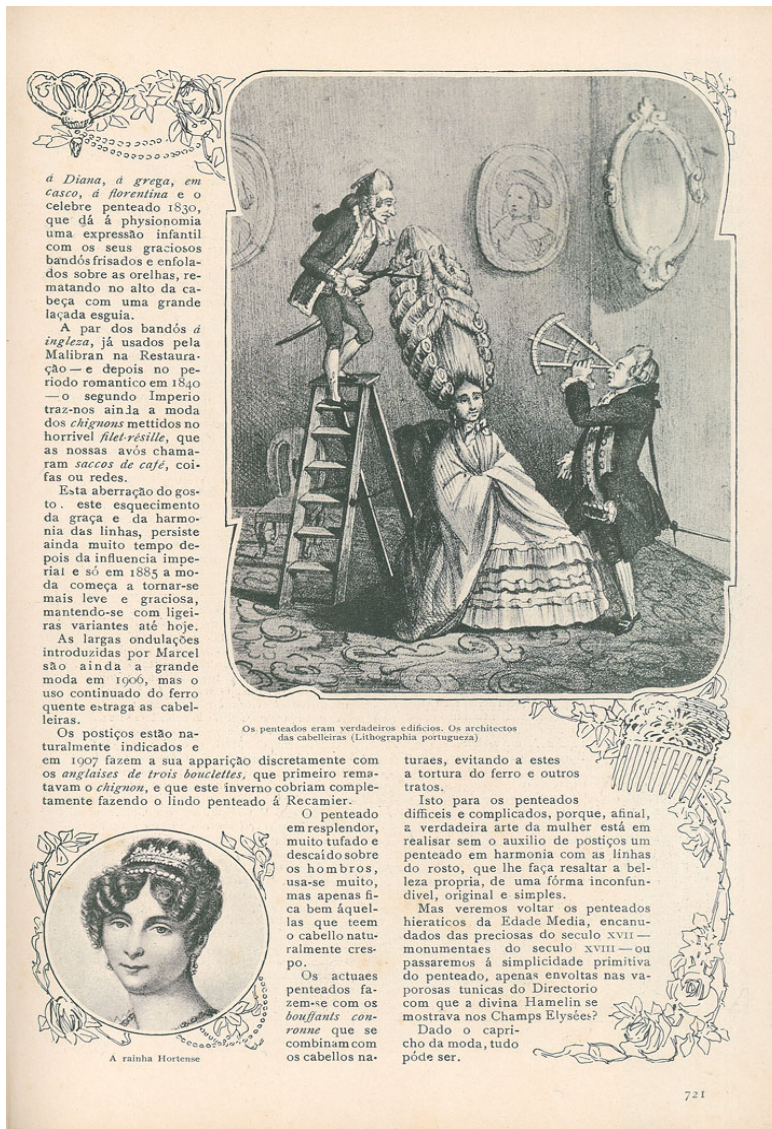 á Diana, á grega, em
casco, á florentina e o
celebre penteado 1830,
que dá á physionomia
uma expressão infantil
com os seus graciosos
bandós frisados e enfola-
dos sobre as orelhas, re-
matando no alto da ca-
beça com uma grande
laçada esguia.
A par dos bandós á
ingleza, já usados pela
Malibran na Restaura-
ção — e depois no pe-
riodo romantico em 1840
— o segundo Imperio
traz-nos ainda a moda
dos chignons mettidos no
horrivel filet-résille, que
as nossas avós chama-
ram saccos de café, coi-
fas ou redes.
Esta aberração do gos-
to, este esquecimento
da graça e da harmo-
nia das linhas, persiste
ainda muito tempo de-
pois da influencia impe-
rial e só em 1885 a mo-
da começa a tornar-se
mais leve e graciosa,
mantendo-se com ligei-
ras variantes até hoje.
As largas ondulações
introduzidas por Marcel
são ainda a grande
moda em 1906, mas o
uso continuado do ferro
quente estraga as cabel-
leiras.
Os postiços estão na-
turalmente indicados e
em 1907 fazem a sua apparição discretamente com
os anglaises de trois bouclettes, que primeiro rema-
tavam o chignon, e que este inverno cobriam comple-
tamente fazendo o lindo penteado á Recamier.
O penteado
em resplendor,
muito tufado e
descaido sobre
os hombros,
usa-se muito,
mas apenas fi-
ca bem áquel-
las que teem
o cabello natu-
ralmente cres-
po.
Os actuaes
penteados fa-
zem-se com os
bouffants con-
ronne que se
combinam com
os cabellos na-
A rainha Hortense
Os penteados eram verdadeiros edificios. Os architectos
das cabelleiras (Lithographia portugueza)
turaes, evitando a estes
a tortura do ferro e outros
tratos.
Isto para os penteados
difficeis e complicados, porque, afinal,
a verdadeira arte da mulher está em
realisar sem o auxilio de postiços um
penteado em harmonia com as linhas
do rosto, que lhe faça resaltar a bel-
leza propria, de uma fórma inconfun-
divel, original e simples.
Mas veremos voltar os penteados
hieraticos da Edade Media, encanu-
dados das preciosas do seculo XVII —
monumentaes do seculo XVIII — ou
passaremos á simplicidade primitiva
do penteado, apenas envoltas nas va-
porosas tunicas do Directorio
com que a divina Hamelin se
mostrava nos Champs Elysées?
Dado o capri-
cho da moda, tudo
póde ser.
721